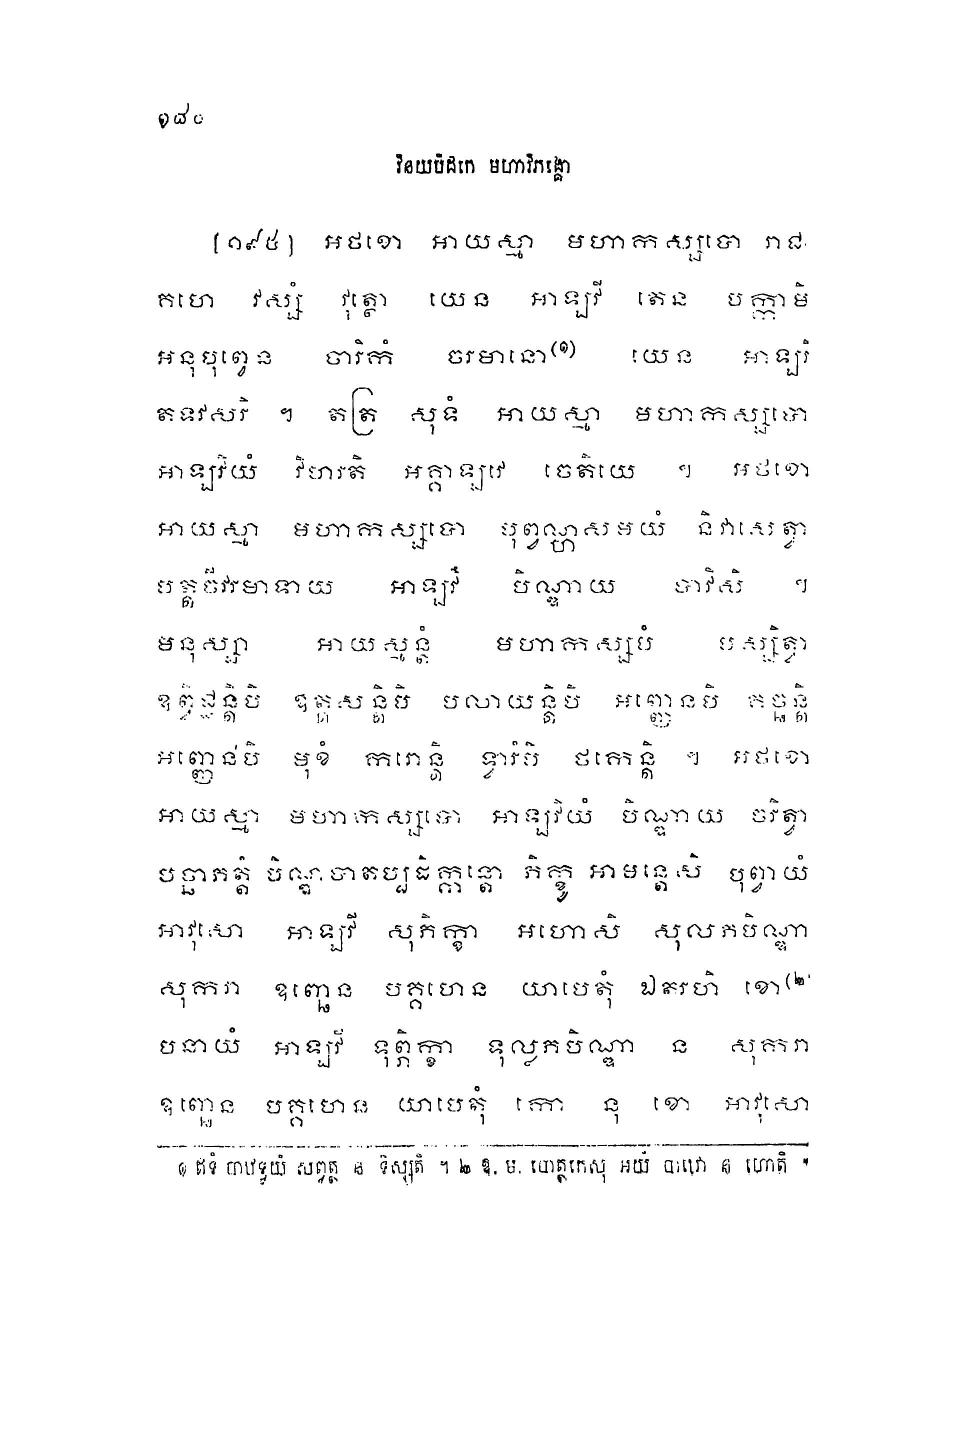 ១៨០
វិនយបិដកេ មហាវិភង្គោ
(១៩៥) អថខោ អាយស្មា មហាកស្សបោ រាជ-
គហេ វស្សំ វុត្ថោ យេន អាឡវី តេន បក្កាមិ
អនុបុព្វេន ចារិកំ ចរមានោ(១) យេន អាឡវី
តទវសរិ ។ តត្រ សុទំ អាយស្មា មហាកស្សបោ
អាឡវិយំ វិហរតិ អគ្គាឡវេ ចេតិយេ ។ អថខោ
អាយស្មា មហាកស្សបោ បុព្វណ្ហសមយំ និវាសេត្វា
បត្តចីវរមាទាយ អាឡវឹ បិណ្ឌាយ បាវិសិ ។
មនុស្សា អាយស្មន្តំ មហាកស្សបំ បស្សិត្វា
ឧព្វិជ្ជន្តិបិ ឧត្តសន្តិបិ បលាយន្តិបិ អញ្ញេនបិ គច្ឆន្តិ
អញ្ញេនបិ មុខំ ករោន្តិ ទ្វារំបិ ថកេន្តិ ។ អថខោ
អាយស្មា មហាកស្សបោ អាឡវិយំ បិណ្ឌាយ ចរិត្វា
បច្ឆាភត្តំ បិណ្ឌបាតប្បដិក្កន្តោ ភិក្ខូ អាមន្តេសិ បុព្វាយំ
អាវុសោ អាឡវី សុភិក្ខា អហោសិ សុលភបិណ្ឌា
សុករា ឧញ្ឆេន បគ្គហេន យាបេតុំ ឯតរហិ ខោ(២)
បនាយំ អាឡវី ទុព្ភិក្ខា ទុល្លភបិណ្ឌា ន សុករា
ឧញ្ឆេន បគ្គហេន យាបេតុំ កោ នុ ខោ អាវុសោ
១ ឥទំ បាឋទ្វយំ សព្វត្ថ ន ទិស្សតិ ។ ២ ឱ. ម. បោត្ថកេសុ អយំ បាឋោ ន ហោតិ ។